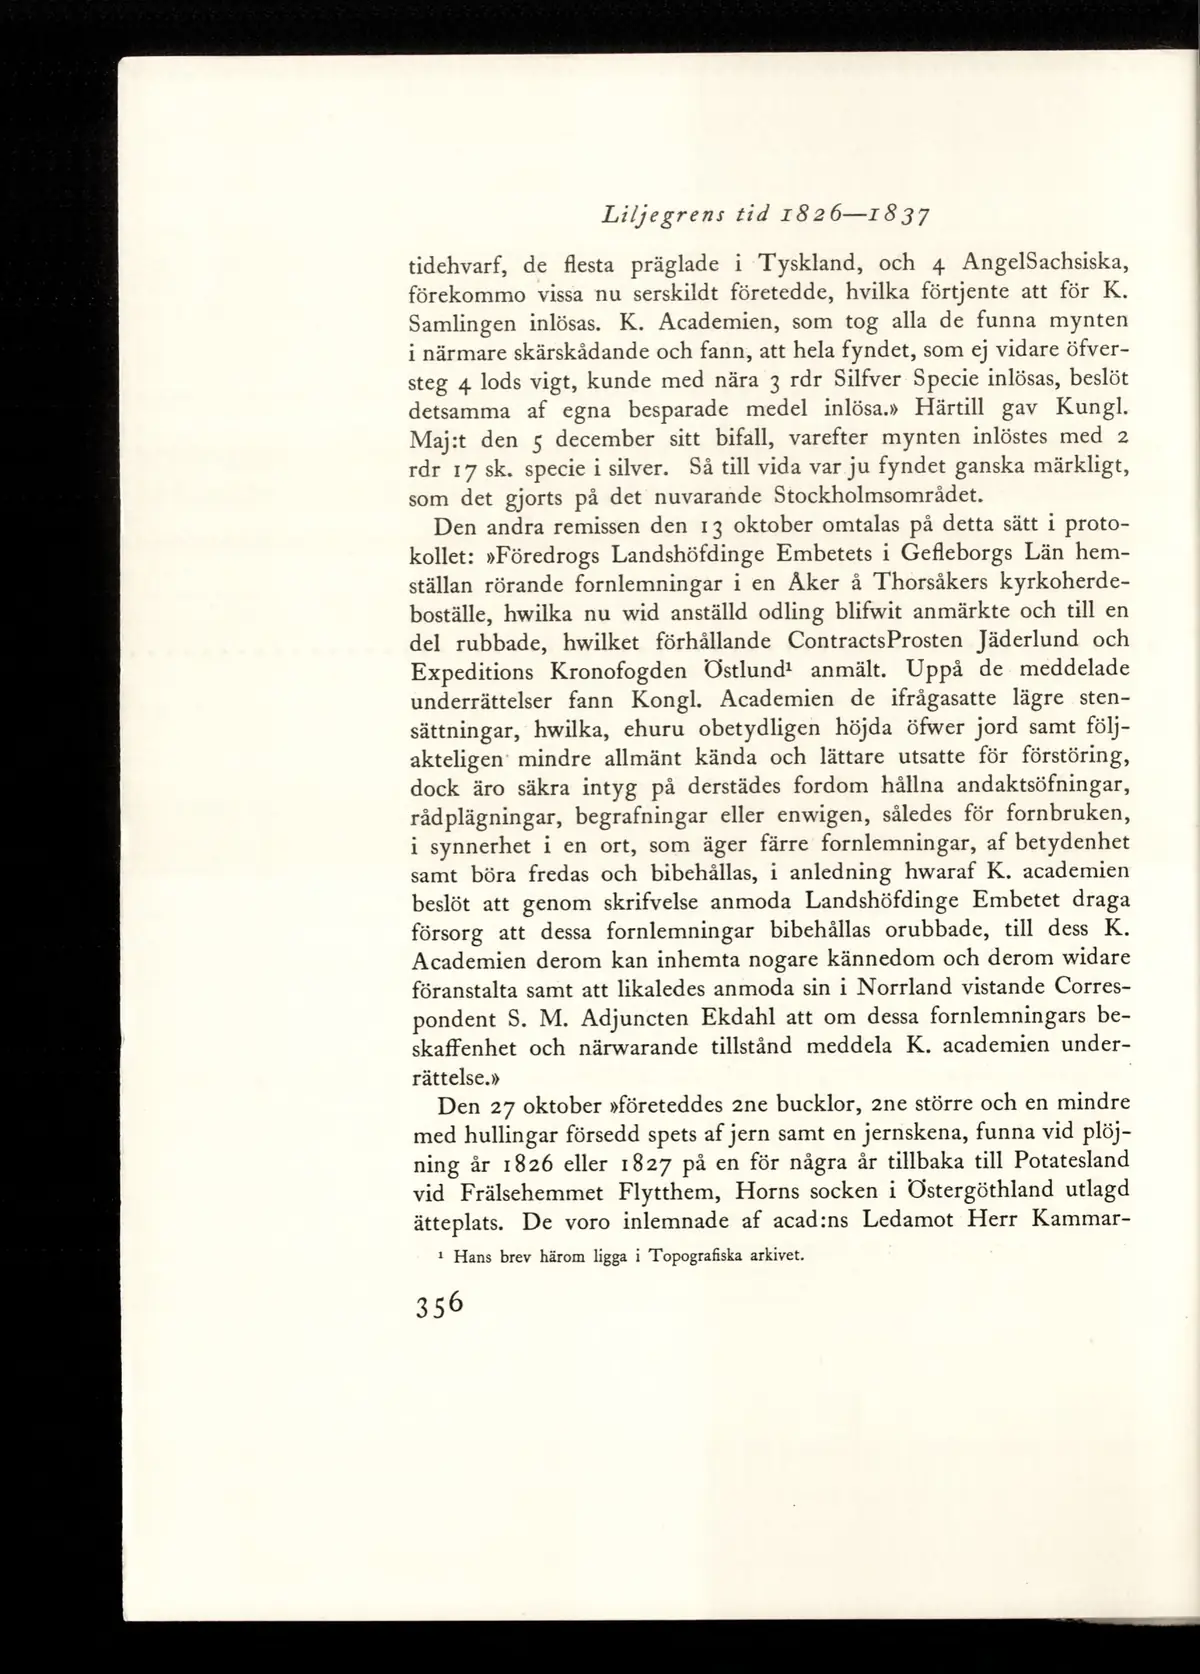 Liljegrens tid 1826—1837
tidehvarf, de flesta präglade i Tyskland, och 4 AngelSachsiska,
förekommo vissa nu serskildt företedde, hvilka förtjente att för K.
Samlingen inlösas. K. Academien, som tog alla de funna mynten
i närmare skärskådande och fann, att hela fyndet, som ej vidare öfver-
steg 4 lods vigt, kunde med nära 3 rdr Silfver Specie inlösas, beslöt
detsamma af egna besparade medel inlösa.» Härtill gav Kungl.
Maj:t den 5 december sitt bifall, varefter mynten inlöstes med 2
rdr 17 sk. specie i silver. Så till vida var ju fyndet ganska märkligt,
som det gjorts på det nuvarande Stockholmsområdet.
Den andra remissen den 13 oktober omtalas på detta sätt i proto-
kollet: »Föredrogs Landshöfdinge Embetets i Gefleborgs Län hem-
ställan rörande fornlemningar i en Åker å Thorsåkers kyrkoherde-
boställe, hwilka nu wid anställd odling blifwit anmärkte och till en
del rubbade, hwilket förhållande ContractsProsten Jäderlund och
Expeditions Kronofogden Östlund¹ anmält. Uppå de meddelade
underrättelser fann Kongl. Academien de ifrågasatte lägre sten-
sättningar, hwilka, ehuru obetydligen höjda öfwer jord samt följ-
akteligen mindre allmänt kända och lättare utsatte för förstöring,
dock äro säkra intyg på derstädes fordom hållna andaktsöfningar,
rådplägningar, begrafningar eller enwigen, således för fornbruken,
i synnerhet i en ort, som äger färre fornlemningar, af betydenhet
samt böra fredas och bibehållas, i anledning hwaraf K. academien
beslöt att genom skrifvelse anmoda Landshöfdinge Embetet draga
försorg att dessa fornlemningar bibehållas orubbade, till dess K.
Academien derom kan inhemta nogare kännedom och derom widare
föranstalta samt att likaledes anmoda sin i Norrland vistande Corres-
pondent S. M. Adjuncten Ekdahl att om dessa fornlemningars be-
skaffenhet och närwarande tillstånd meddela K. academien under-
rättelse.»
Den 27 oktober »företeddes 2ne bucklor, 2ne större och en mindre
med hullingar försedd spets af jern samt en jernskena, funna vid plöj-
ning år 1826 eller 1827 på en för några år tillbaka till Potatesland
vid Frälsehemmet Flytthem, Horns socken i Östergöthland utlagd
ätteplats. De voro inlemnade af acad:ns Ledamot Herr Kammar-
¹ Hans brev härom ligga i Topografiska arkivet.
356